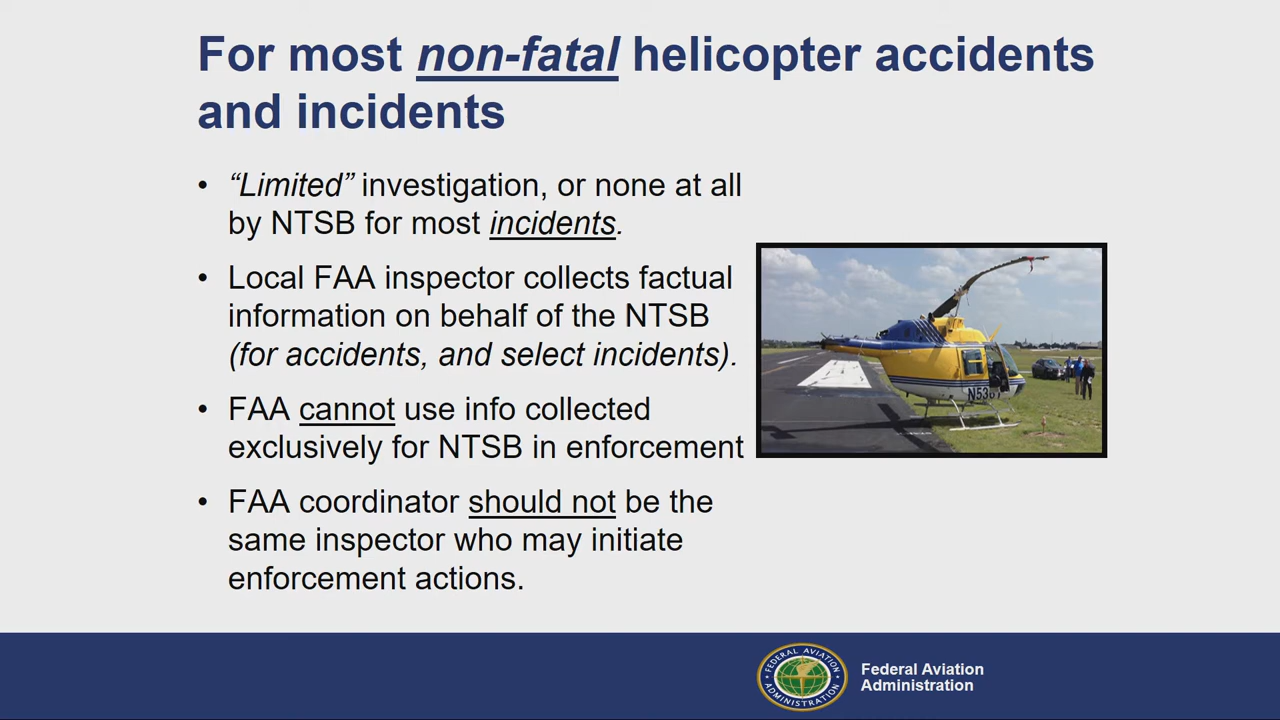 For most non-fatal helicopter accidents
and incidents
• “Limited” investigation, or none at all
by NTSB for most incidents.
• Local FAA inspector collects factual
information on behalf of the NTSB
(for accidents, and select incidents).
• FAA cannot use info collected
exclusively for NTSB in enforcement
• FAA coordinator should not be the
same inspector who may initiate
enforcement actions.
FEDERAL AVIATION
ADMINISTRATION
Federal Aviation
Administration